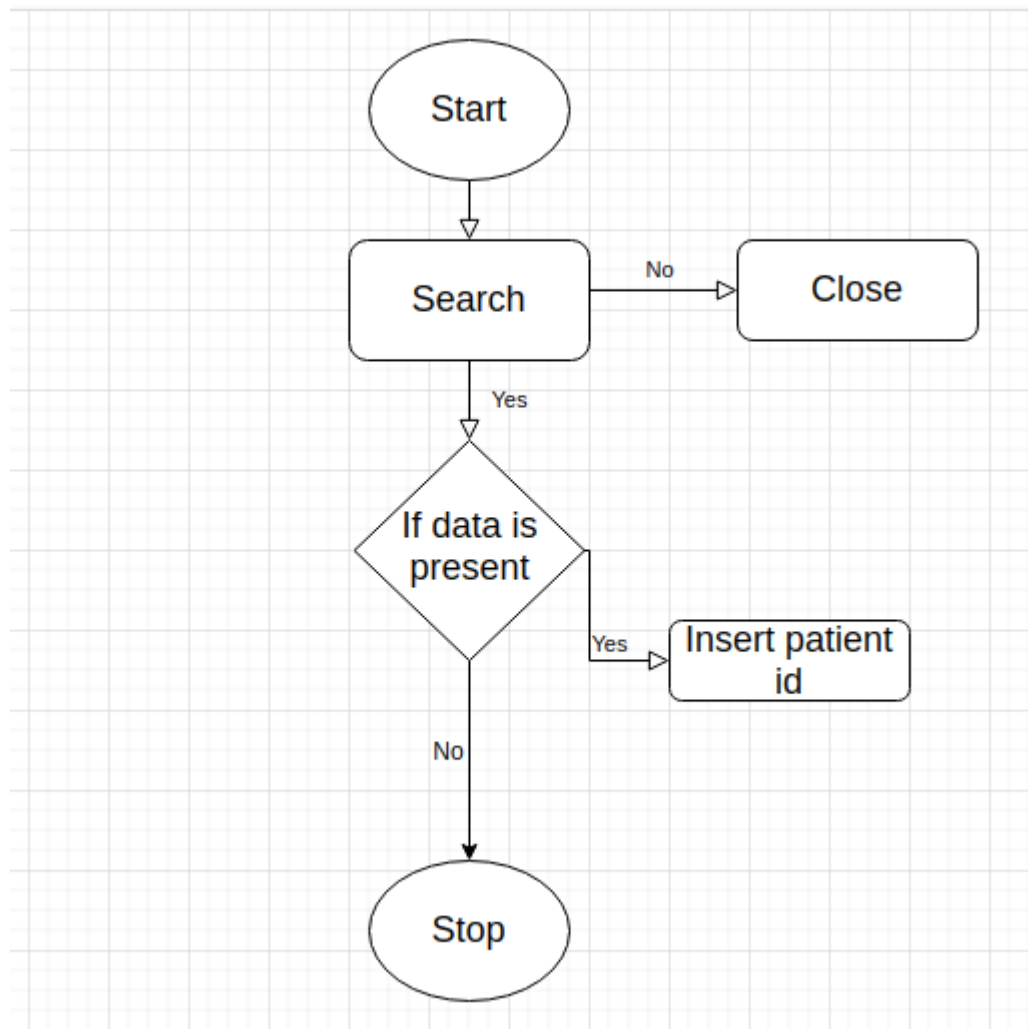 Start
Search
No
Close
Yes
If data is
present
Yes
Insert patient
id
No
Stop